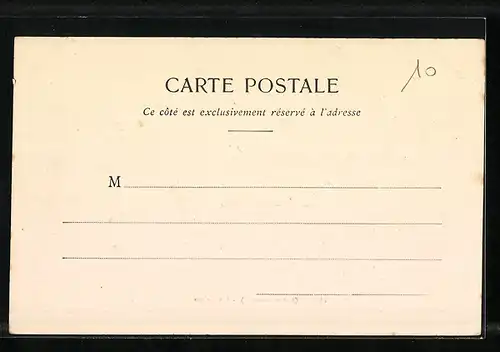 10
CARTE POSTALE
Ce côté est exclusivement réservé à l'adresse
M